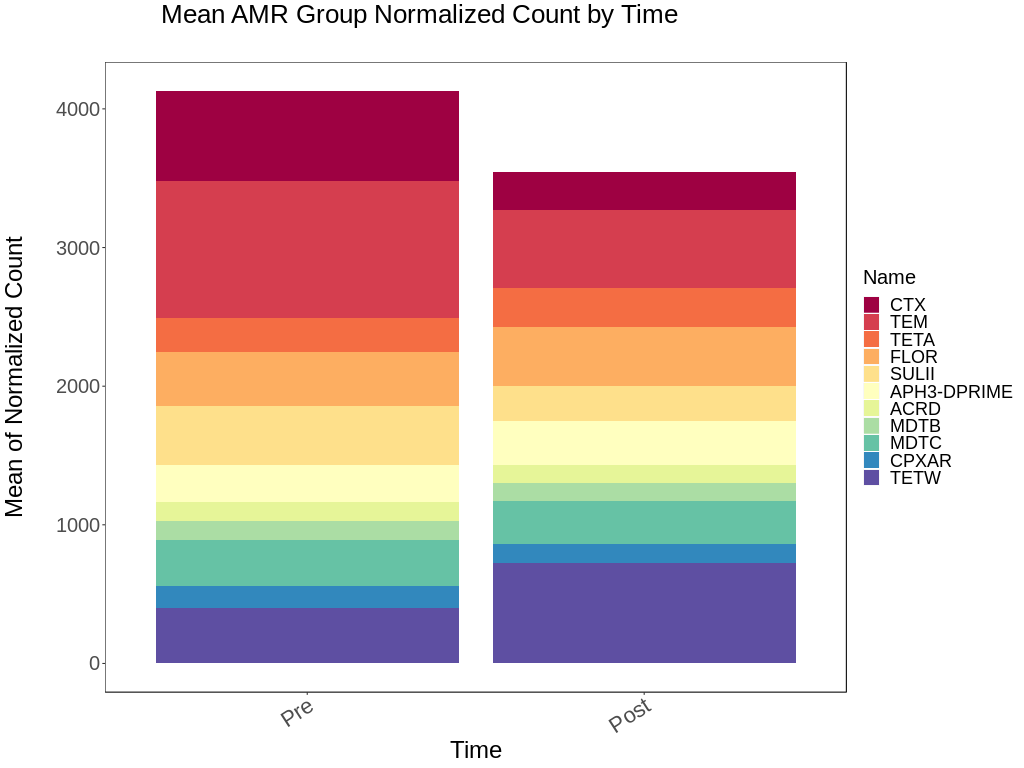 Mean AMR Group Normalized Count by Time
Mean of Normalized Count
4000
3000
2000
1000
0
Pre
Post
Time
Name
CTX
TEM
TETA
FLOR
SULII
APH3-DPRIME
ACRD
MDTB
MDTC
CPXAR
TETW